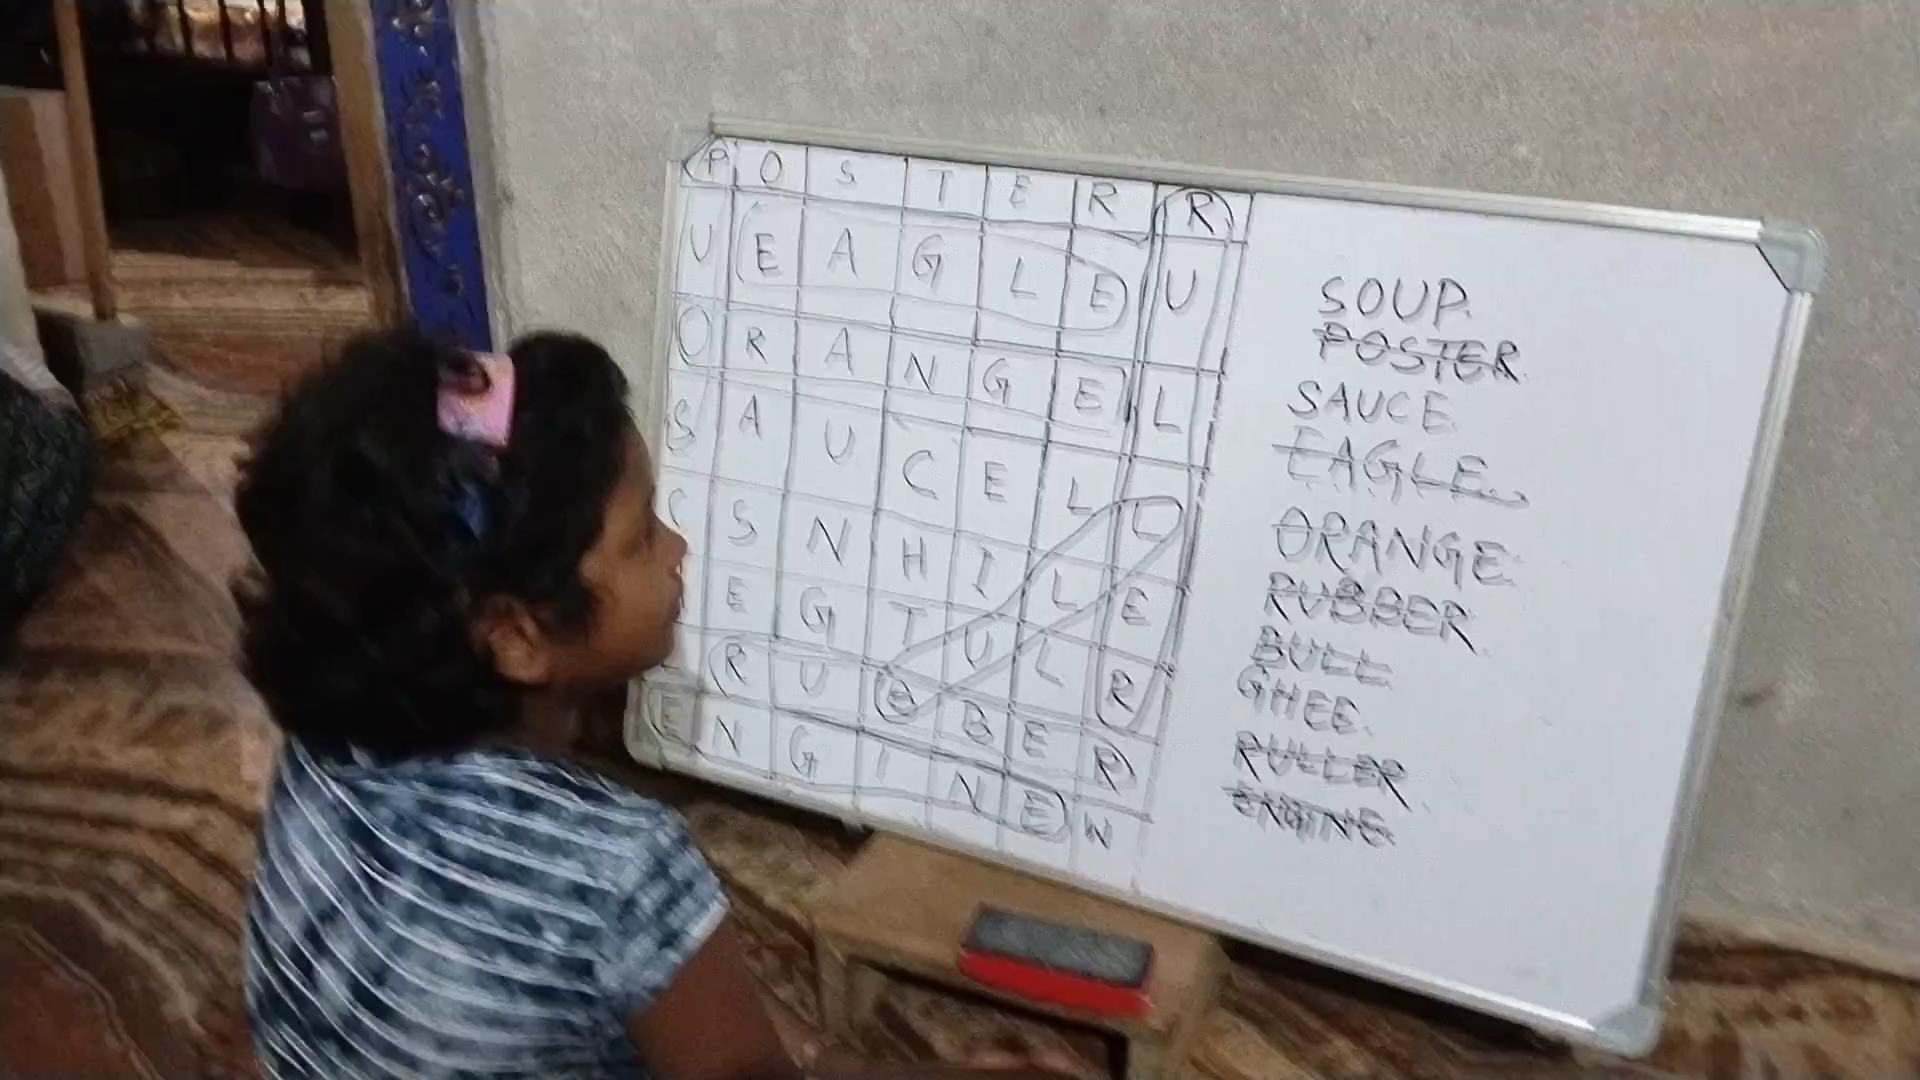 P O S T E R R
U E A G L E U
O R A N G E L
S A U C E L L
C S N H I L E
E G T U L R
R U B B E R
E N G I N E N
SOUP
POSTER
SAUCE
EAGLE
ORANGE
RUBBER
BULL
GHEE
RULLER
ENGINE